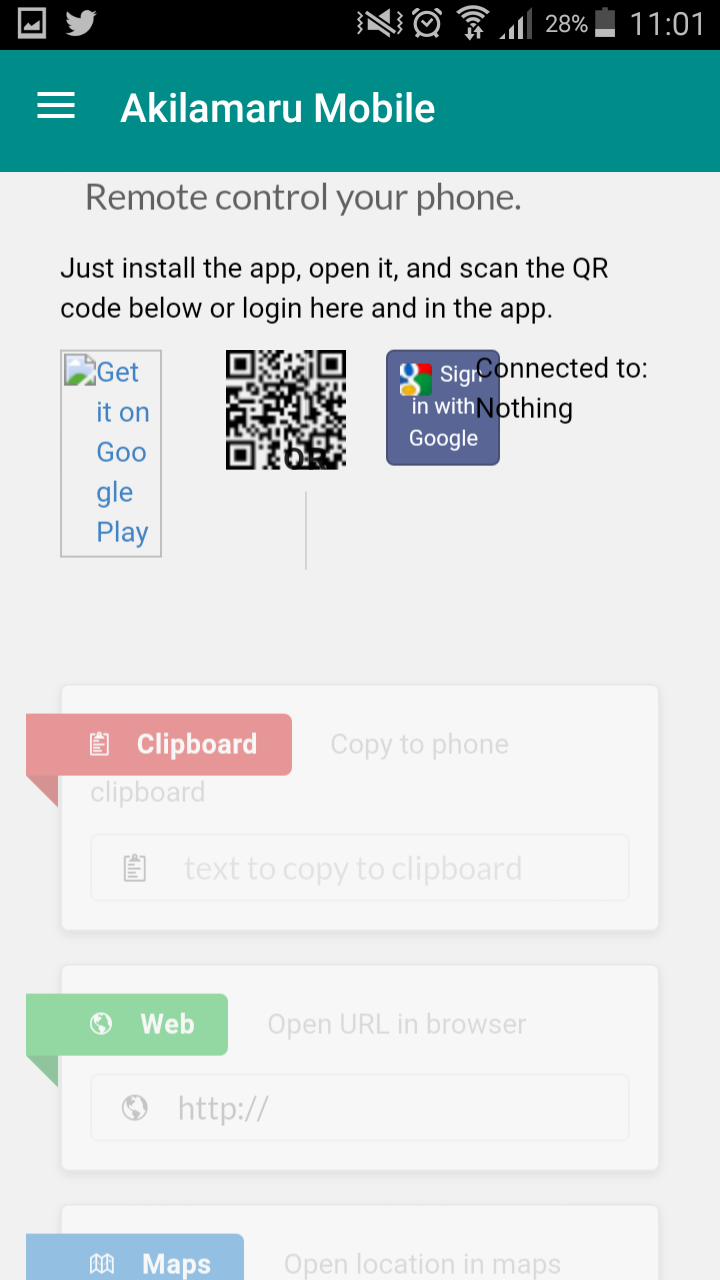 28% 11:01
Akilamaru Mobile
Remote control your phone.
Just install the app, open it, and scan the QR
code below or login here and in the app.
Get
it on
Goo
gle
Play
OR
Sign
in with
Google
Connected to:
Nothing
Clipboard Copy to phone
clipboard
text to copy to clipboard
Web Open URL in browser
http://
Maps Open location in maps